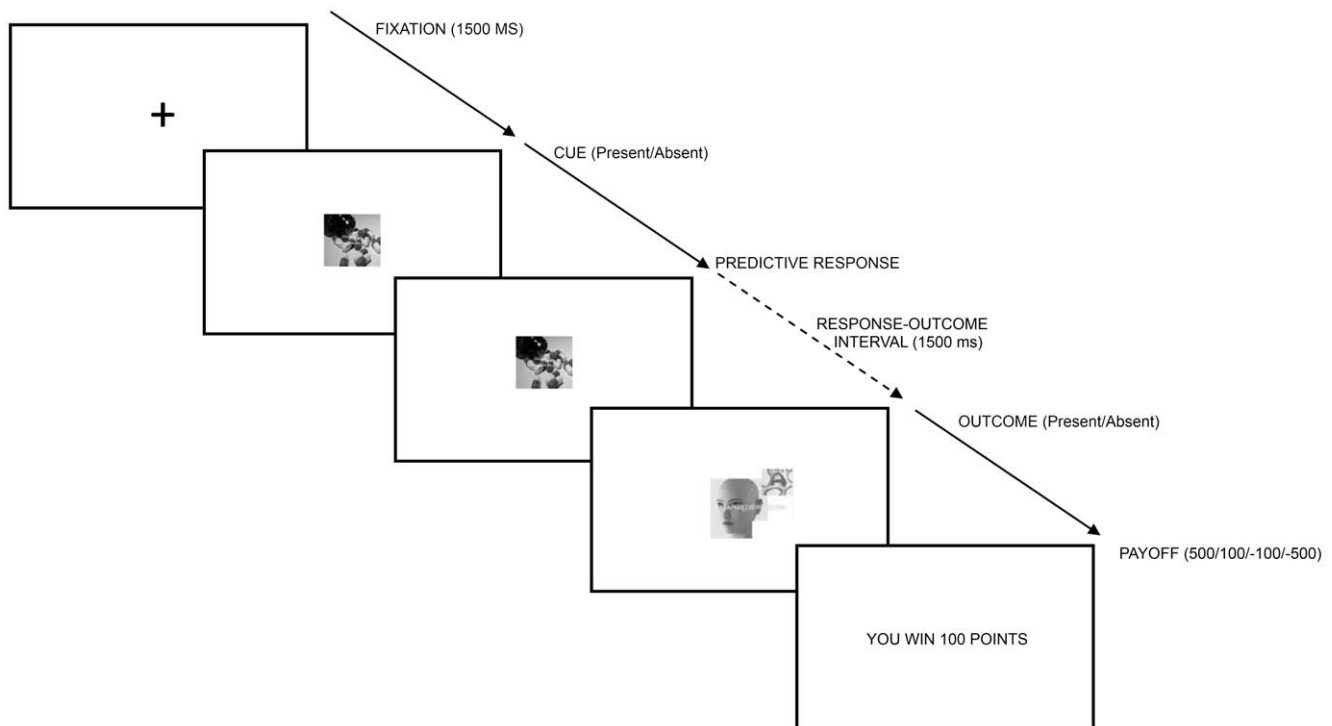 FIXATION (1500 MS)
CUE (Present/Absent)
PREDICTIVE RESPONSE
RESPONSE-OUTCOME
INTERVAL (1500 ms)
OUTCOME (Present/Absent)
PAYOFF (500/100/-100/-500)
YOU WIN 100 POINTS